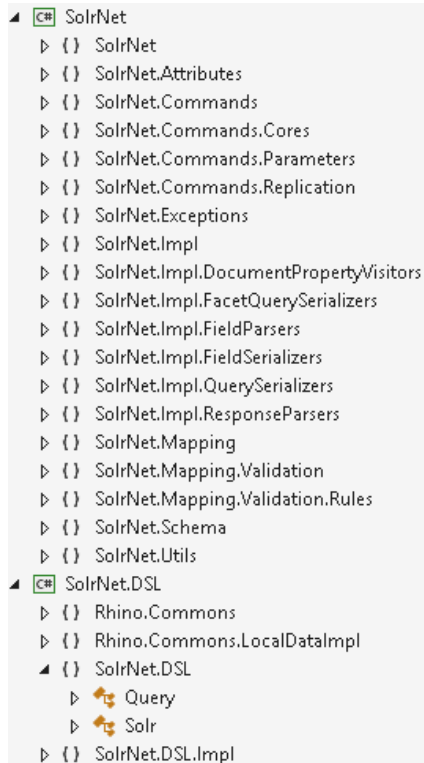 C# SolrNet
{ } SolrNet
{ } SolrNet.Attributes
{ } SolrNet.Commands
{ } SolrNet.Commands.Cores
{ } SolrNet.Commands.Parameters
{ } SolrNet.Commands.Replication
{ } SolrNet.Exceptions
{ } SolrNet.Impl
{ } SolrNet.Impl.DocumentPropertyVisitors
{ } SolrNet.Impl.FacetQuerySerializers
{ } SolrNet.Impl.FieldParsers
{ } SolrNet.Impl.FieldSerializers
{ } SolrNet.Impl.QuerySerializers
{ } SolrNet.Impl.ResponseParsers
{ } SolrNet.Mapping
{ } SolrNet.Mapping.Validation
{ } SolrNet.Mapping.Validation.Rules
{ } SolrNet.Schema
{ } SolrNet.Utils
C# SolrNet.DSL
{ } Rhino.Commons
{ } Rhino.Commons.LocalDataImpl
{ } SolrNet.DSL
Query
Solr
{ } SolrNet.DSL.Impl